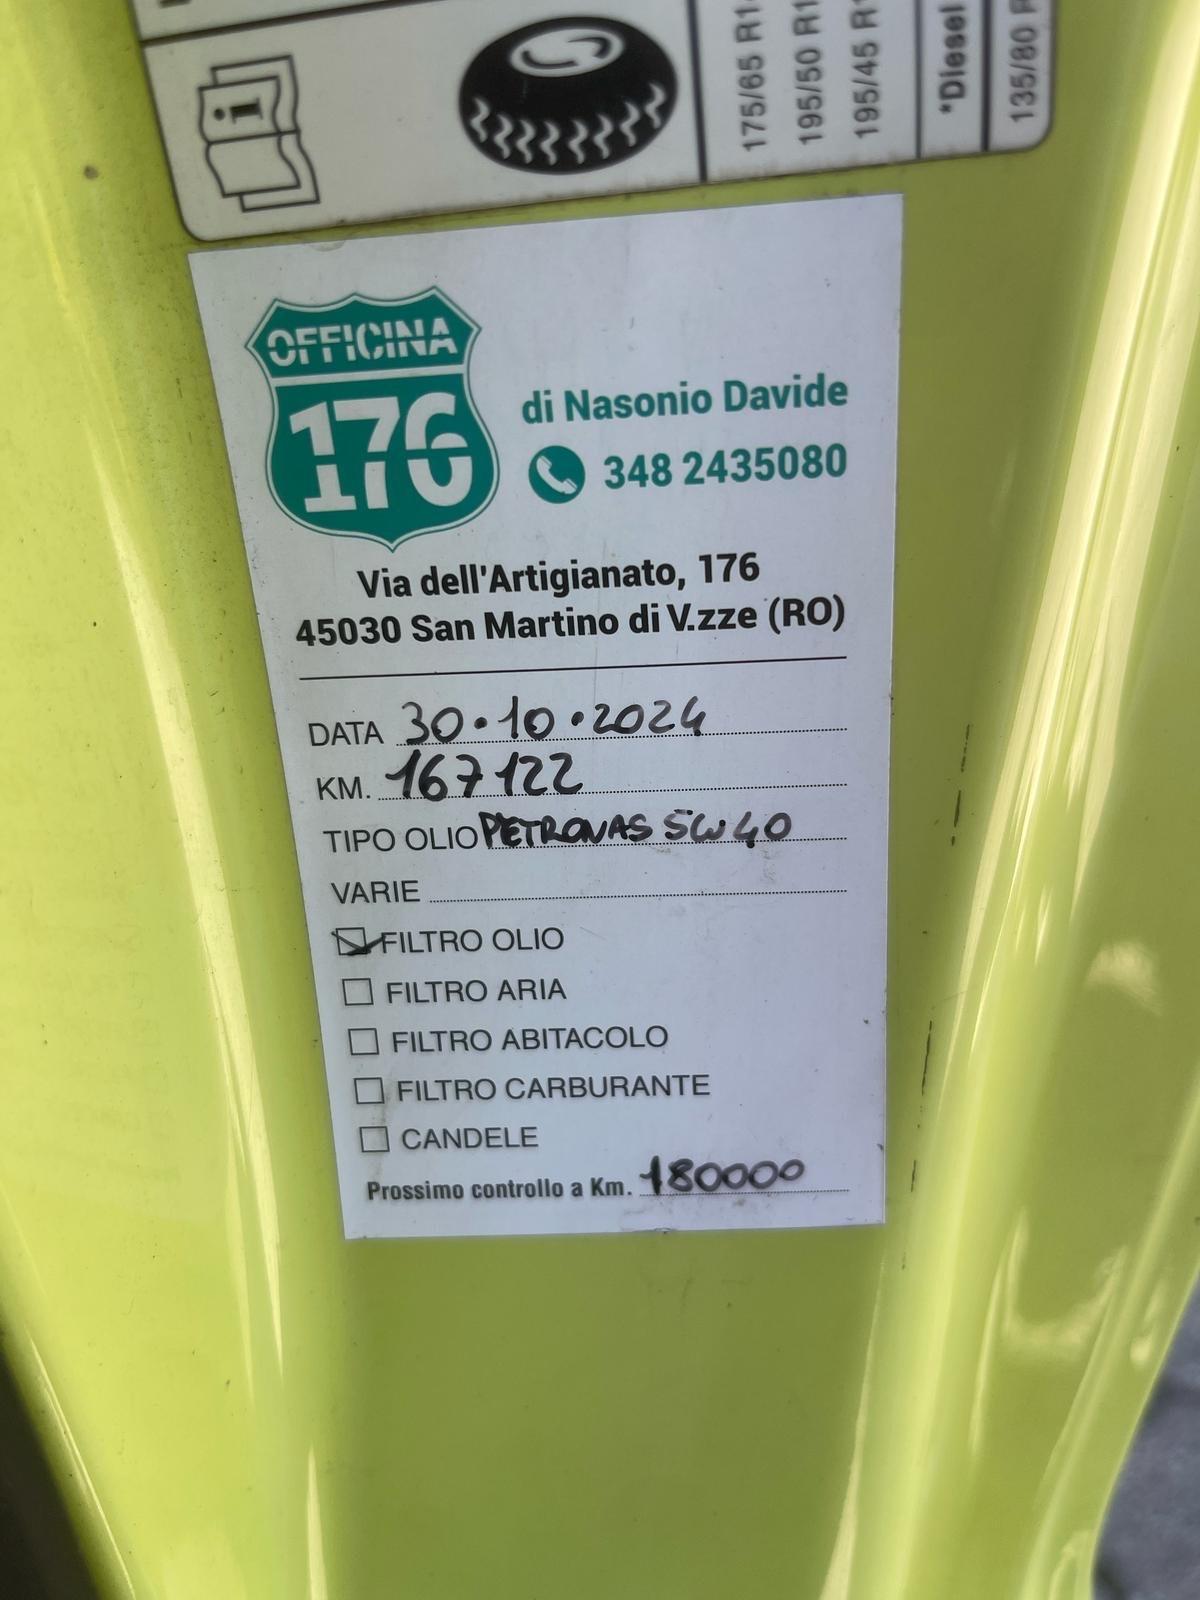 i
175/65 R1
195/50 R1
195/45 R1
*Diesel
135/80 R
OFFICINA
176
di Nasonio Davide
348 2435080
Via dell'Artigianato, 176
45030 San Martino di V.zze (RO)
DATA 30.10.2024
KM. 167122
TIPO OLIO PETRONAS 5W40
VARIE
FILTRO OLIO
FILTRO ARIA
FILTRO ABITACOLO
FILTRO CARBURANTE
CANDELE
Prossimo controllo a Km. 180000